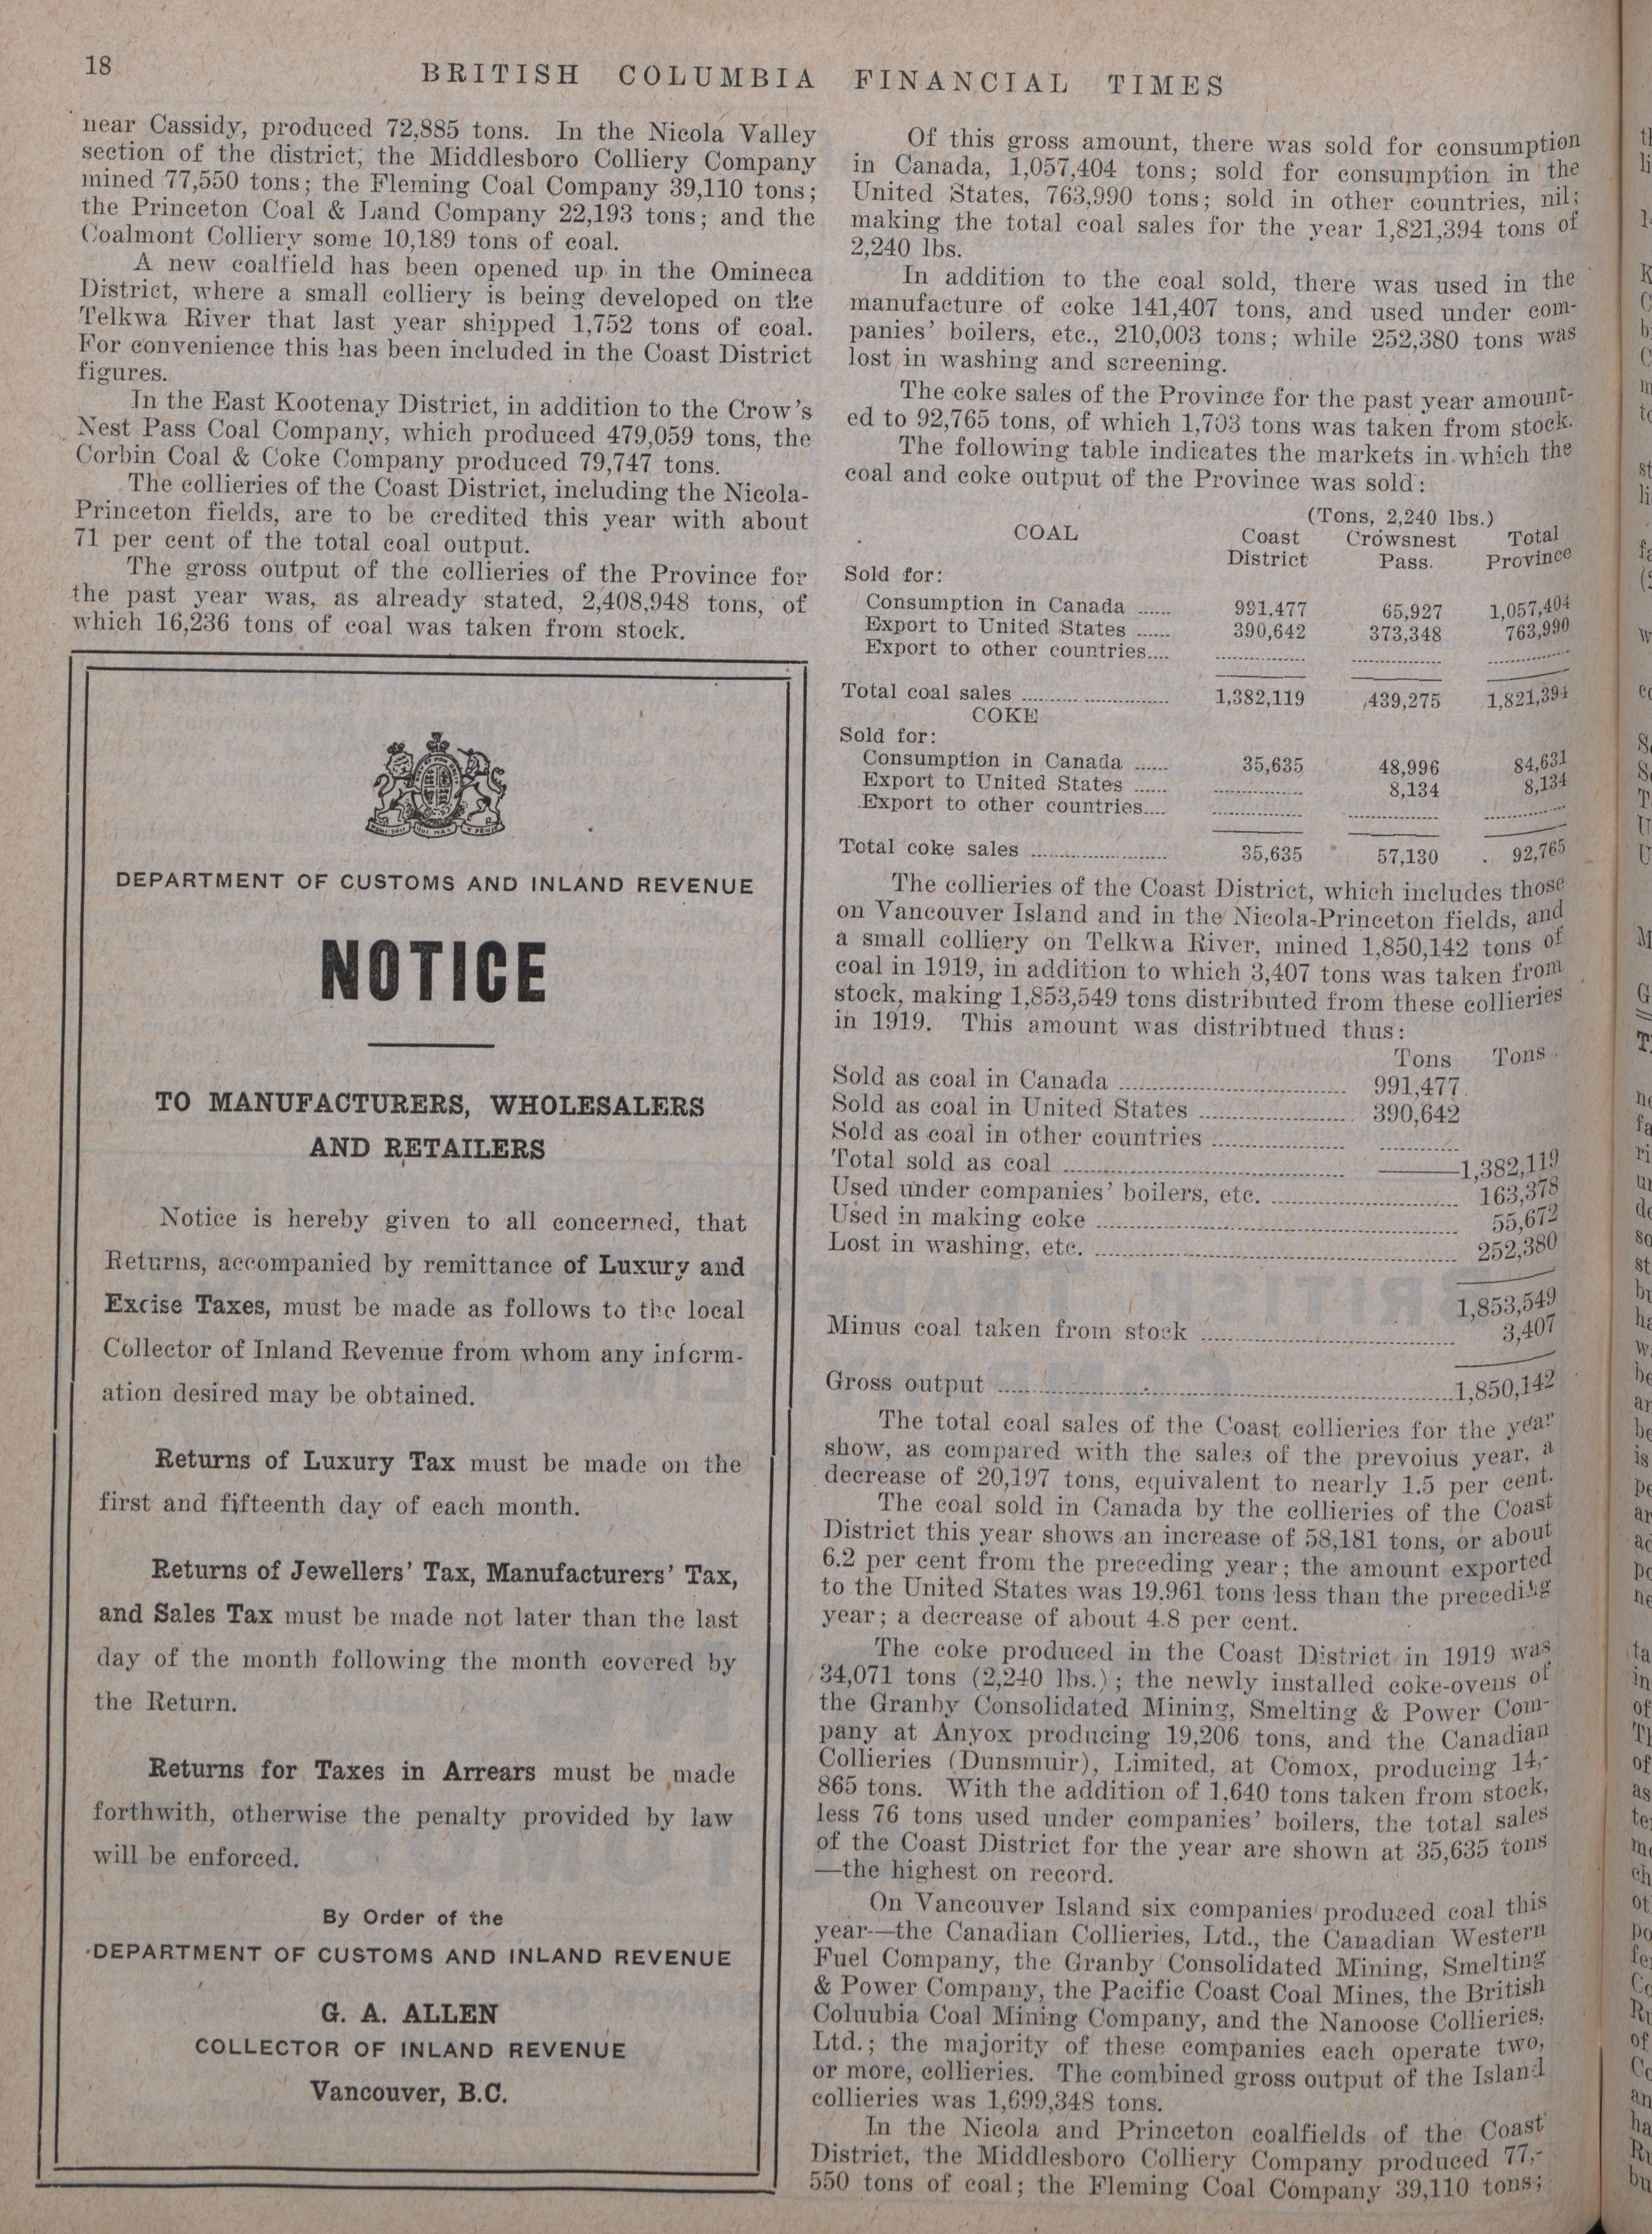 18
BRITISH COLUMBIA FINANCIAL TIMES
near Cassidy, produced 72,885 tons. In the Nicola Valley
section of the district, the Middlesboro Colliery Company
mined 77,550 tons; the Fleming Coal Company 39,110 tons;
the Princeton Coal & Land Company 22,193 tons; and the
Coalmont Colliery some 10,189 tons of coal.
A new coalfield has been opened up in the Omineca
District, where a small colliery is being developed on the
Telkwa River that last year shipped 1,752 tons of coal.
For convenience this has been included in the Coast District
figures.
In the East Kootenay District, in addition to the Crow's
Nest Pass Coal Company, which produced 479,059 tons, the
Corbin Coal & Coke Company produced 79,747 tons.
The collieries of the Coast District, including the Nicola-
Princeton fields, are to be credited this year with about
71 per cent of the total coal output.
The gross output of the collieries of the Province for
the past year was, as already stated, 2,408,948 tons, of
which 16,236 tons of coal was taken from stock.
DEPARTMENT OF CUSTOMS AND INLAND REVENUE
NOTICE
TO MANUFACTURERS, WHOLESALERS
AND RETAILERS
Notice is hereby given to all concerned, that
Returns, accompanied by remittance of Luxury and
Excise Taxes, must be made as follows to the local
Collector of Inland Revenue from whom any inform-
ation desired may be obtained.
Returns of Luxury Tax must be made on the
first and fifteenth day of each month.
Returns of Jewellers' Tax, Manufacturers' Tax,
and Sales Tax must be made not later than the last
day of the month following the month covered by
the Return.
Returns for Taxes in Arrears must be made
forthwith, otherwise the penalty provided by law
will be enforced.
By Order of the
DEPARTMENT OF CUSTOMS AND INLAND REVENUE
G. A. ALLEN
COLLECTOR OF INLAND REVENUE
Vancouver, B.C.
Of this gross amount, there was sold for consumption
in Canada, 1,057,404 tons; sold for consumption in the
United States, 763,990 tons; sold in other countries, nil;
making the total coal sales for the year 1,821,394 tons of
2,240 lbs.
In addition to the coal sold, there was used in the
manufacture of coke 141,407 tons, and used under com-
panies' boilers, etc., 210,003 tons; while 252,380 tons was
lost in washing and screening.
The coke sales of the Province for the past year amount-
ed to 92,765 tons, of which 1,703 tons was taken from stock.
The following table indicates the markets in which the
coal and coke output of the Province was sold:
(Tons, 2,240 lbs.)
COAL Coast Crowsnest Total
District Pass. Province
Sold for:
Consumption in Canada ...... 991,477 65,927 1,057,404
Export to United States ...... 390,642 373,348 763,990
Export to other countries....
Total coal sales ............ 1,382,119 439,275 1,821,394
COKE
Sold for:
Consumption in Canada ...... 35,635 48,996 84,631
Export to United States ...... 8,134 8,134
Export to other countries....
Total coke sales ............ 35,635 57,130 92,765
The collieries of the Coast District, which includes those
on Vancouver Island and in the Nicola-Princeton fields, and
a small colliery on Telkwa River, mined 1,850,142 tons of
coal in 1919, in addition to which 3,407 tons was taken from
stock, making 1,853,549 tons distributed from these collieries
in 1919. This amount was distribtued thus:
Tons Tons
Sold as coal in Canada ............ 991,477
Sold as coal in United States ............ 390,642
Sold as coal in other countries ............
Total sold as coal ............ 1,382,119
Used under companies' boilers, etc. ............ 163,378
Used in making coke ............ 55,672
Lost in washing, etc. ............ 252,380
1,853,549
Minus coal taken from stock ............ 3,407
Gross output ............ 1,850,142
The total coal sales of the Coast collieries for the year
show, as compared with the sales of the prevoius year, a
decrease of 20,197 tons, equivalent to nearly 1.5 per cent.
The coal sold in Canada by the collieries of the Coast
District this year shows an increase of 58,181 tons, or about
6.2 per cent from the preceding year; the amount exported
to the United States was 19,961 tons less than the preceding
year; a decrease of about 4.8 per cent.
The coke produced in the Coast District in 1919 was
34,071 tons (2,240 lbs.); the newly installed coke-ovens of
the Granby Consolidated Mining, Smelting & Power Com-
pany at Anyox producing 19,206 tons, and the Canadian
Collieries (Dunsmuir), Limited, at Comox, producing 14,-
865 tons. With the addition of 1,640 tons taken from stock,
less 76 tons used under companies' boilers, the total sales
of the Coast District for the year are shown at 35,635 tons
—the highest on record.
On Vancouver Island six companies produced coal this
year—the Canadian Collieries, Ltd., the Canadian Western
Fuel Company, the Granby Consolidated Mining, Smelting
& Power Company, the Pacific Coast Coal Mines, the British
Coluubia Coal Mining Company, and the Nanoose Collieries,
Ltd.; the majority of these companies each operate two,
or more, collieries. The combined gross output of the Island
collieries was 1,699,348 tons.
In the Nicola and Princeton coalfields of the Coast
District, the Middlesboro Colliery Company produced 77,-
550 tons of coal; the Fleming Coal Company 39,110 tons;